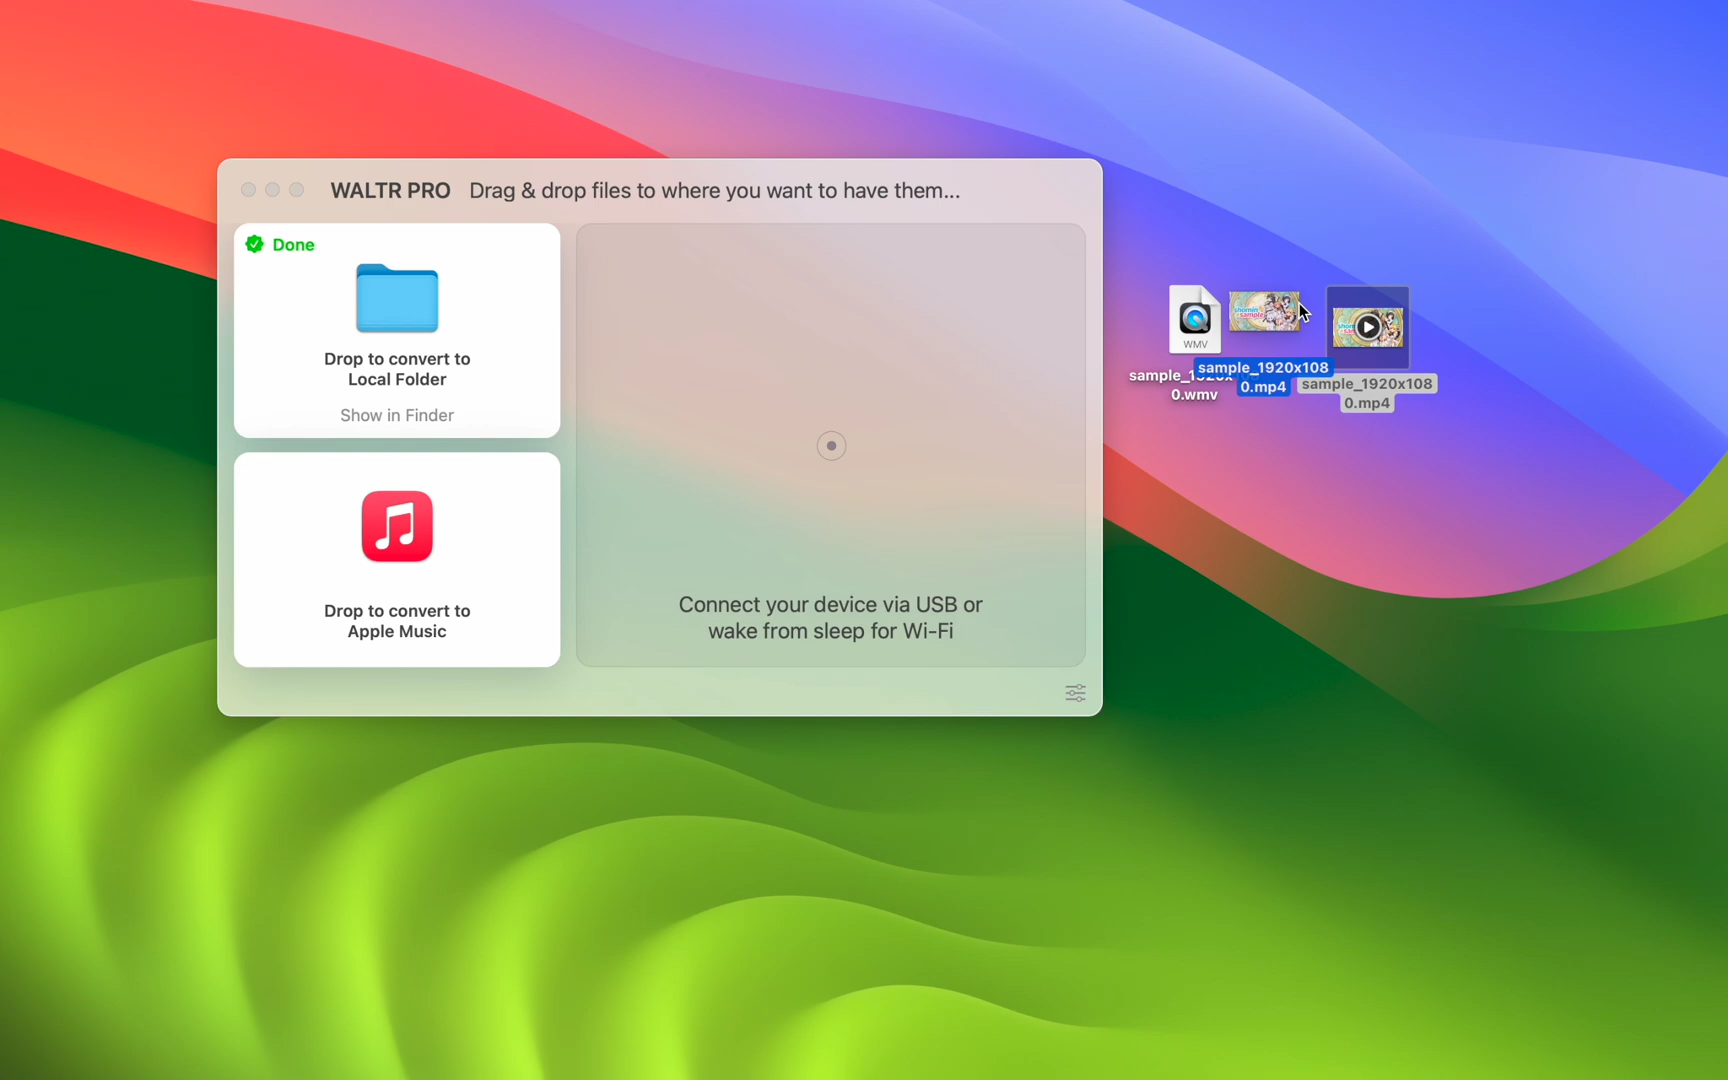 WALTR PRO Drag & drop files to where you want to have them...
Done
Drop to convert to
Local Folder
Show in Finder
Drop to convert to
Apple Music
Connect your device via USB or
wake from sleep for Wi-Fi
WMV
0.wmv
sample_1920x108
0.mp4
sample_1920x108
0.mp4